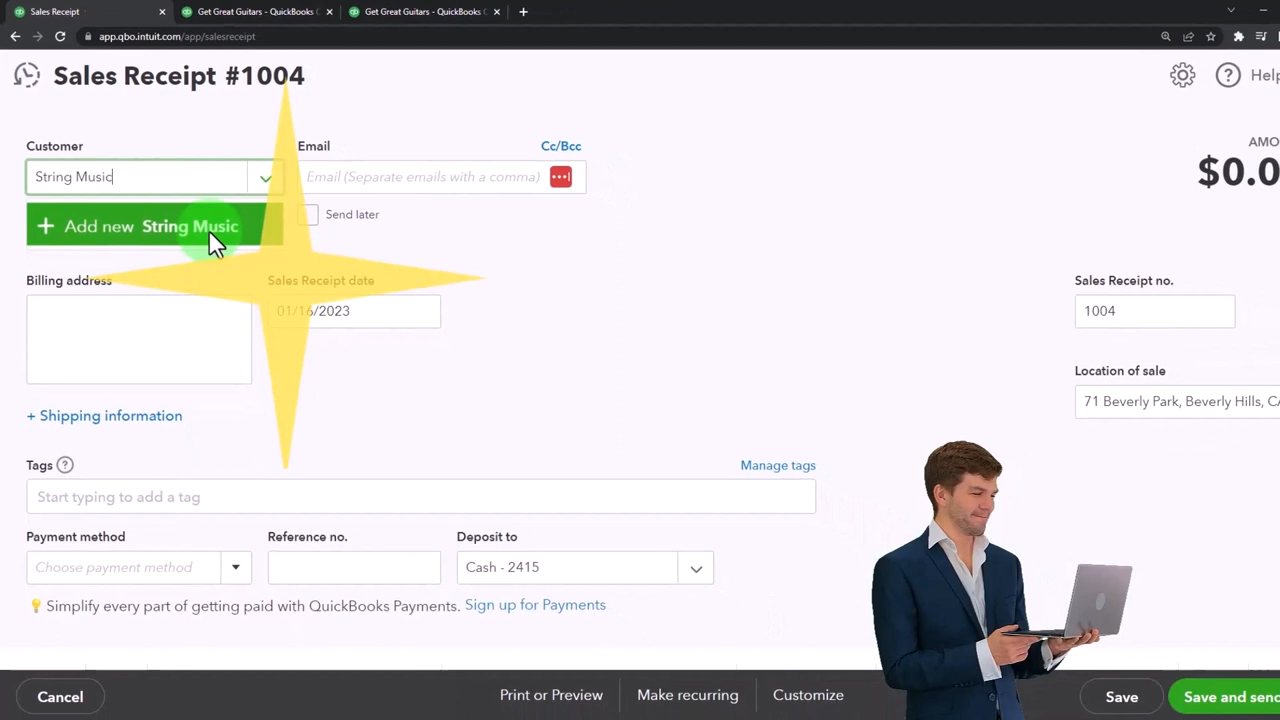 Sales Receipt
Get Great Guitars - QuickBooks C
Get Great Guitars - QuickBooks C
app.qbo.intuit.com/app/salesreceipt
Sales Receipt #1004
Help
Customer
Email
Cc/Bcc
AMO
String Music
Email (Separate emails with a comma)
$0.0
+ Add new String Music
Send later
Billing address
Sales Receipt date
Sales Receipt no.
01/16/2023
1004
Location of sale
71 Beverly Park, Beverly Hills, CA
+ Shipping information
Tags
Manage tags
Start typing to add a tag
Payment method
Reference no.
Deposit to
Choose payment method
Cash - 2415
Simplify every part of getting paid with QuickBooks Payments. Sign up for Payments
Cancel
Print or Preview
Make recurring
Customize
Save
Save and send